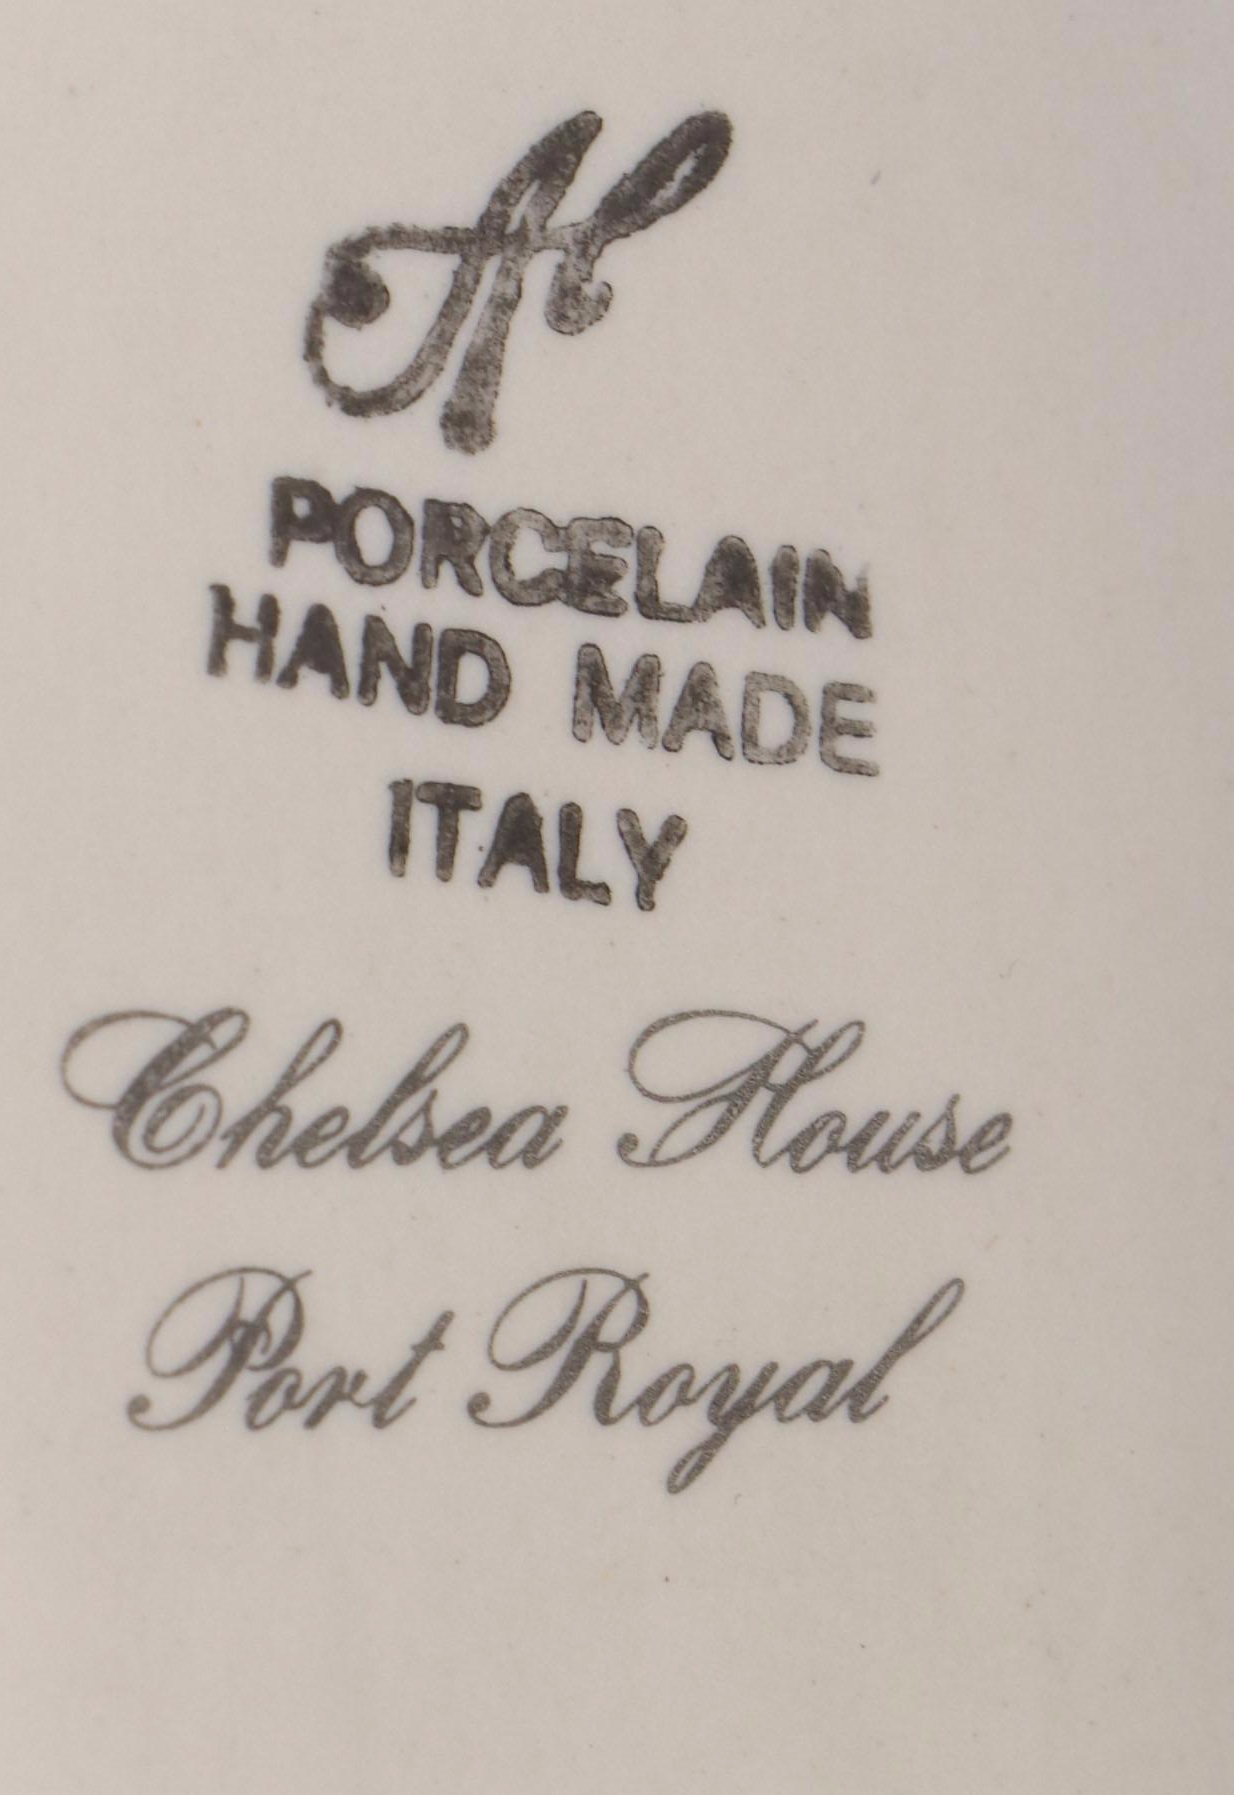 PORCELAIN
HAND MADE
ITALY
Chelsea House
Port Royal